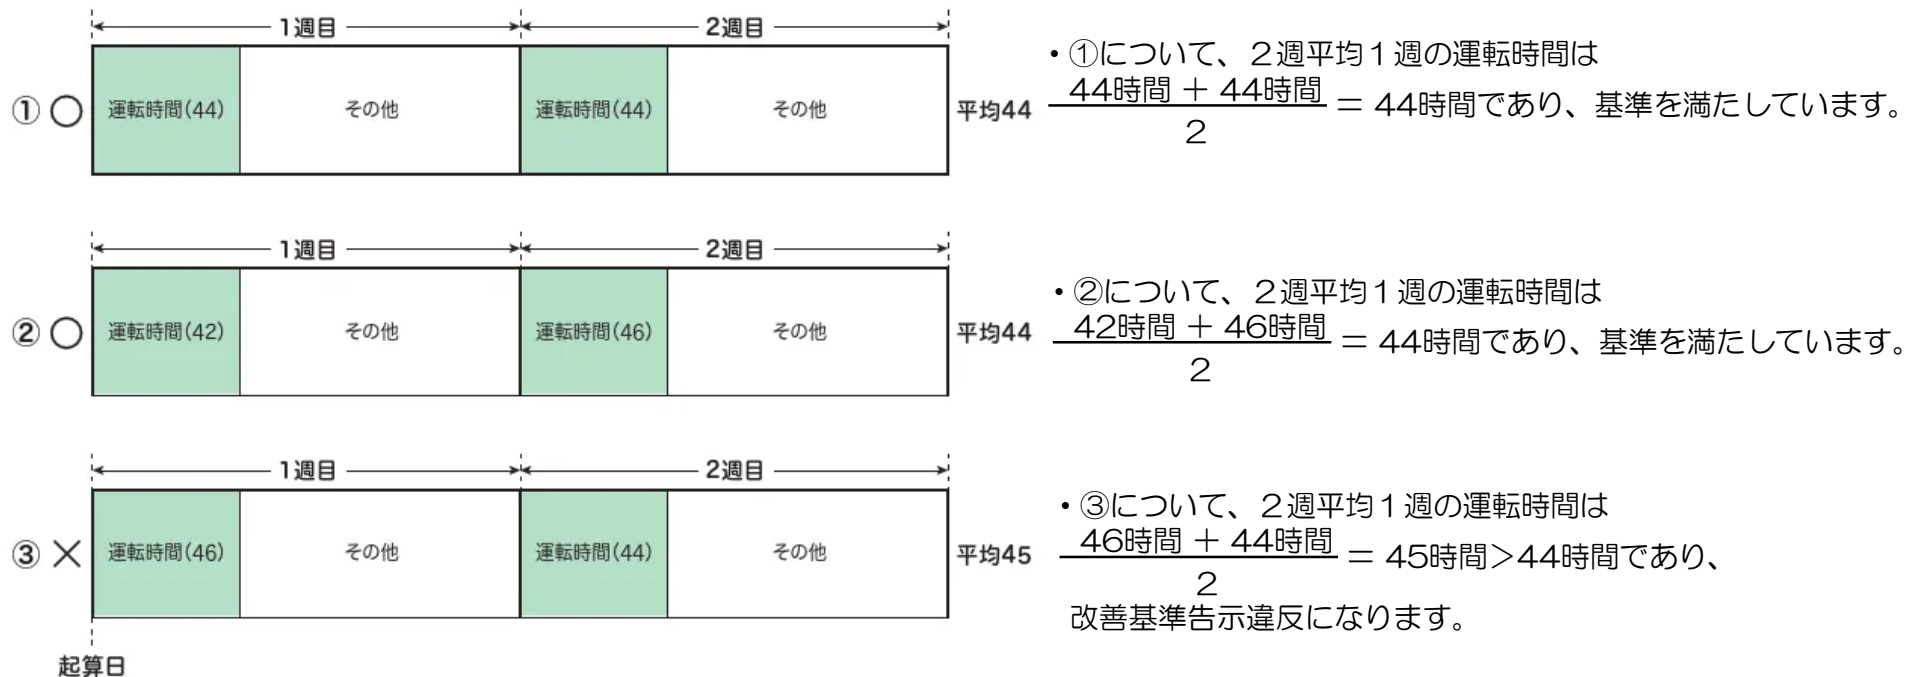 1週目 2週目
① ○ 運転時間(44) その他 運転時間(44) その他 平均44
・①について、２週平均１週の運転時間は
44時間 ＋ 44時間
２
＝ 44時間であり、基準を満たしています。
1週目 2週目
② ○ 運転時間(42) その他 運転時間(46) その他 平均44
・②について、２週平均１週の運転時間は
42時間 ＋ 46時間
２
＝ 44時間であり、基準を満たしています。
1週目 2週目
③ × 運転時間(46) その他 運転時間(44) その他 平均45
・③について、２週平均１週の運転時間は
46時間 ＋ 44時間
２
＝ 45時間＞44時間であり、
改善基準告示違反になります。
起算日